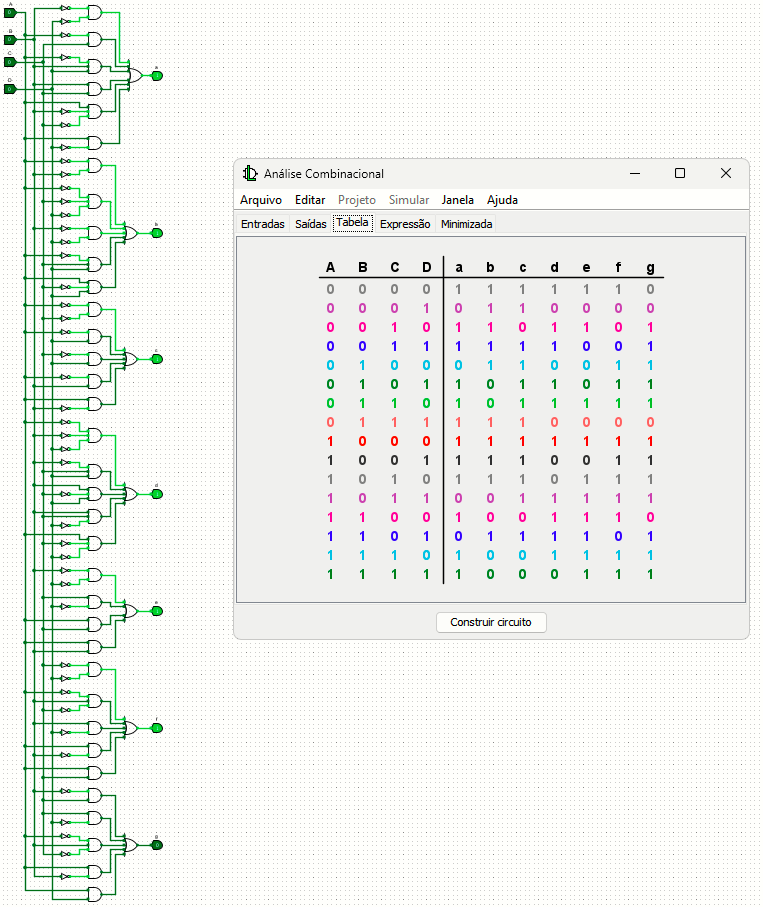 A
B
C
D
a
b
c
d
e
f
g
Análise Combinacional
Arquivo Editar Projeto Simular Janela Ajuda
Entradas Saídas Tabela Expressão Minimizada
A B C D a b c d e f g
0 0 0 0 1 1 1 1 1 1 0
0 0 0 1 0 1 1 0 0 0 0
0 0 1 0 1 1 0 1 1 0 1
0 0 1 1 1 1 1 1 0 0 1
0 1 0 0 0 1 1 0 0 1 1
0 1 0 1 1 0 1 1 0 1 1
0 1 1 0 1 0 1 1 1 1 1
0 1 1 1 1 1 1 0 0 0 0
1 0 0 0 1 1 1 1 1 1 1
1 0 0 1 1 1 1 0 0 1 1
1 0 1 0 1 1 1 0 1 1 1
1 0 1 1 0 0 1 1 1 1 1
1 1 0 0 1 0 0 1 1 1 0
1 1 0 1 0 1 1 1 1 0 1
1 1 1 0 1 0 0 1 1 1 1
1 1 1 1 1 0 0 0 1 1 1
Construir circuito